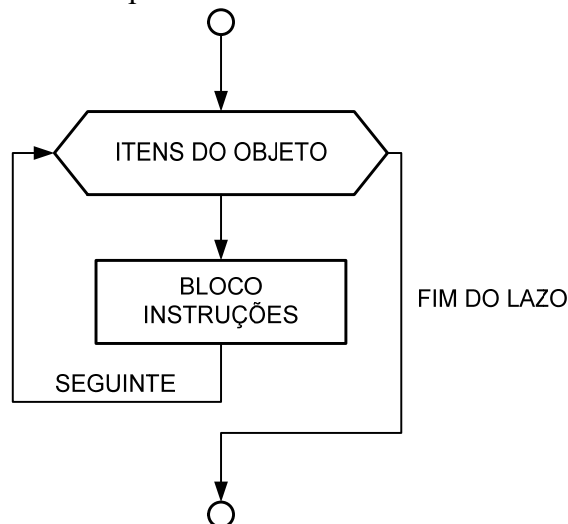 ITENS DO OBJETO
BLOCO
INSTRUÇÕES
FIM DO LAZO
SEGUINTE